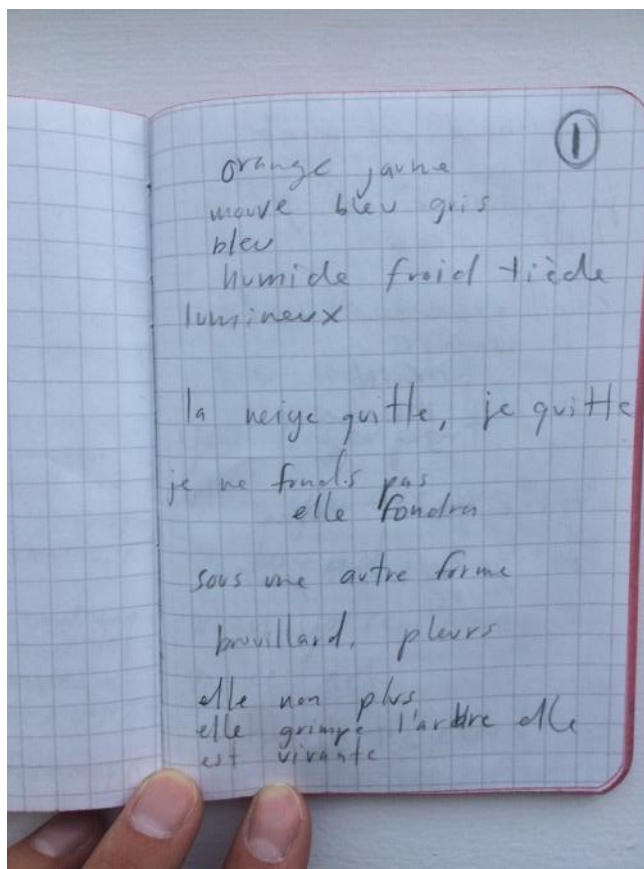 1
orange jaune
mauve bleu gris
bleu
humide froid tiède
lumineux
la neige quitte, je quitte
je ne fonds pas
elle fondra
sous une autre forme
brouillard, pleurs
elle non plus
elle grimpe l'arbre elle
est vivante